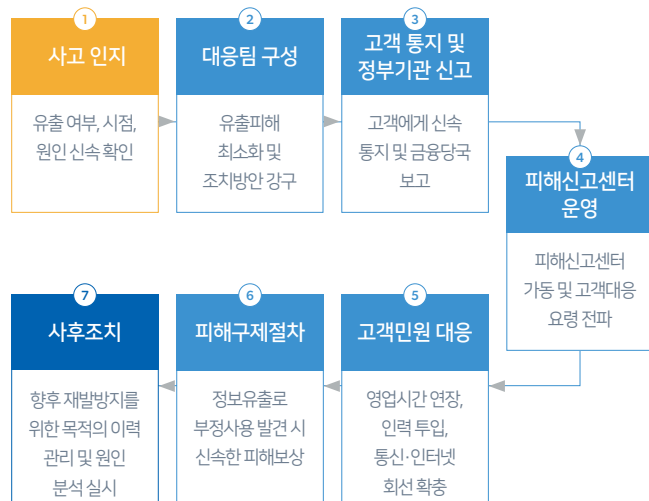 1
사고 인지
유출 여부, 시점,
원인 신속 확인
2
대응팀 구성
유출피해
최소화 및
조치방안 강구
3
고객 통지 및
정부기관 신고
고객에게 신속
통지 및 금융당국
보고
4
피해신고센터
운영
피해신고센터
가동 및 고객대응
요령 전파
5
고객민원 대응
영업시간 연장,
인력 투입,
통신·인터넷
회선 확충
6
피해구제절차
정보유출로
부정사용 발견 시
신속한 피해보상
7
사후조치
향후 재발방지를
위한 목적의 이력
관리 및 원인
분석 실시